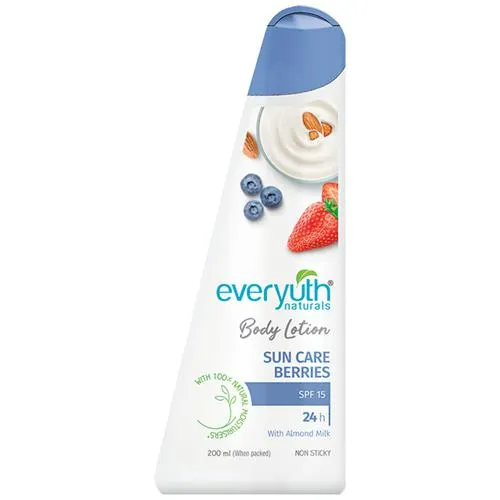 everyuth®
naturals
Body Lotion
SUN CARE
BERRIES
SPF 15
24 h
With Almond Milk
WITH 100% NATURAL MOISTURISERS*
200 ml (When packed)
NON STICKY